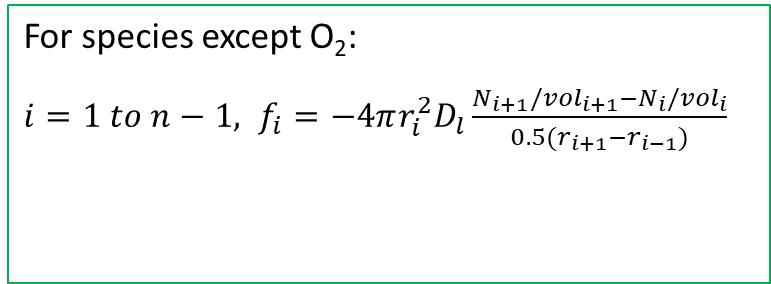 For species except O₂:
i = 1 to n − 1, fᵢ = −4πrᵢ²Dₗ (Nᵢ₊₁/volᵢ₊₁−Nᵢ/volᵢ)/(0.5(rᵢ₊₁−rᵢ₋₁))